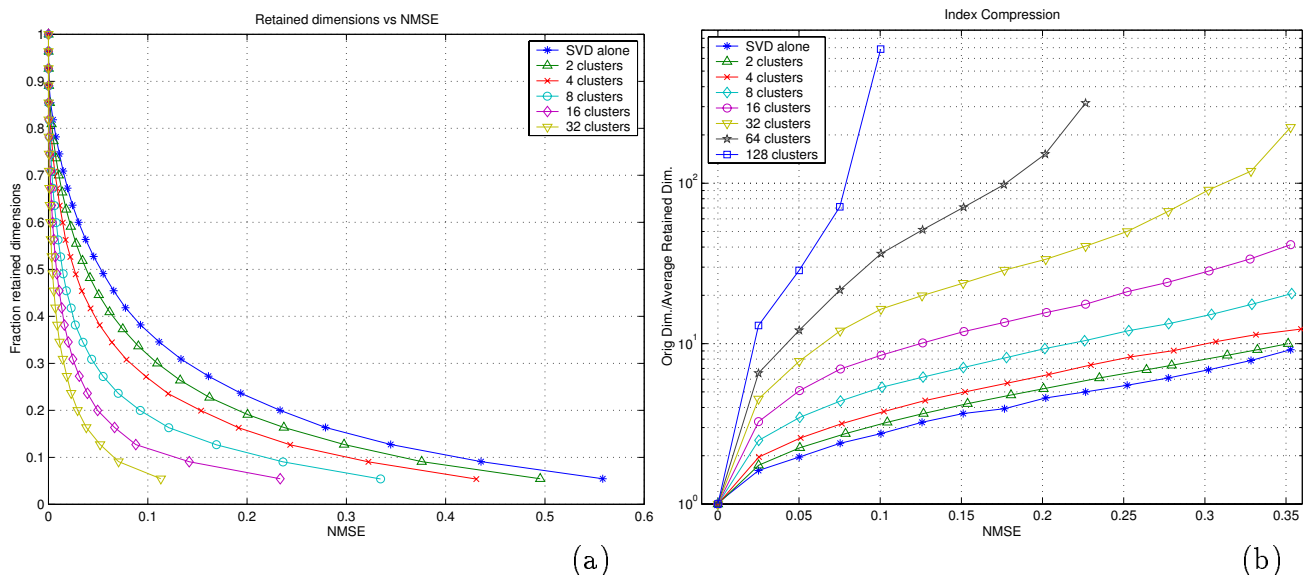 Retained dimensions vs NMSE
1
0.9
0.8
0.7
0.6
0.5
0.4
0.3
0.2
0.1
0
Fraction retained dimensions
SVD alone
2 clusters
4 clusters
8 clusters
16 clusters
32 clusters
0 0.1 0.2 0.3 0.4 0.5 0.6
NMSE
(a)
Index Compression
10^2
10^1
10^0
Orig Dim./Average Retained Dim.
SVD alone
2 clusters
4 clusters
8 clusters
16 clusters
32 clusters
64 clusters
128 clusters
0 0.05 0.1 0.15 0.2 0.25 0.3 0.35
NMSE
(b)